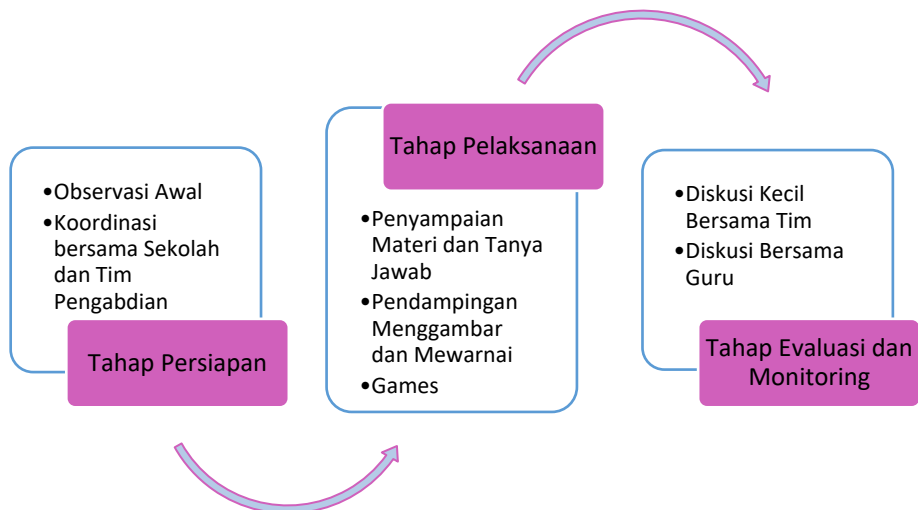 •Observasi Awal
•Koordinasi
bersama Sekolah
dan Tim
Pengabdian
Tahap Persiapan
Tahap Pelaksanaan
•Penyampaian
Materi dan Tanya
Jawab
•Pendampingan
Menggambar
dan Mewarnai
•Games
•Diskusi Kecil
Bersama Tim
•Diskusi Bersama
Guru
Tahap Evaluasi dan
Monitoring